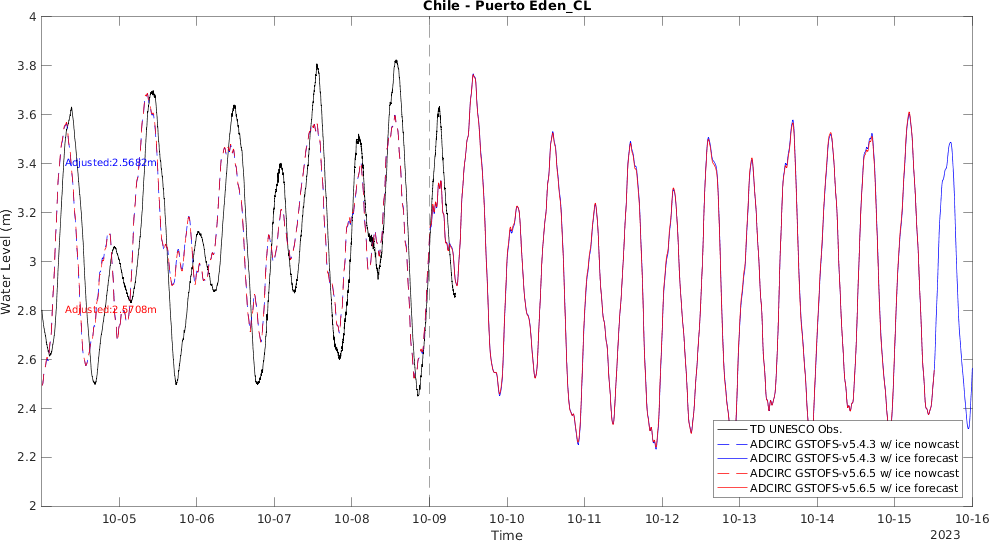 Chile - Puerto Eden_CL
4
3.8
3.6
3.4
3.2
3
2.8
2.6
2.4
2.2
2
Water Level (m)
Adjusted:2.5682m
Adjusted:2.5708m
TD UNESCO Obs.
ADCIRC GSTOFS-v5.4.3 w/ ice nowcast
ADCIRC GSTOFS-v5.4.3 w/ ice forecast
ADCIRC GSTOFS-v5.6.5 w/ ice nowcast
ADCIRC GSTOFS-v5.6.5 w/ ice forecast
10-05 10-06 10-07 10-08 10-09 10-10 10-11 10-12 10-13 10-14 10-15 10-16
Time
2023